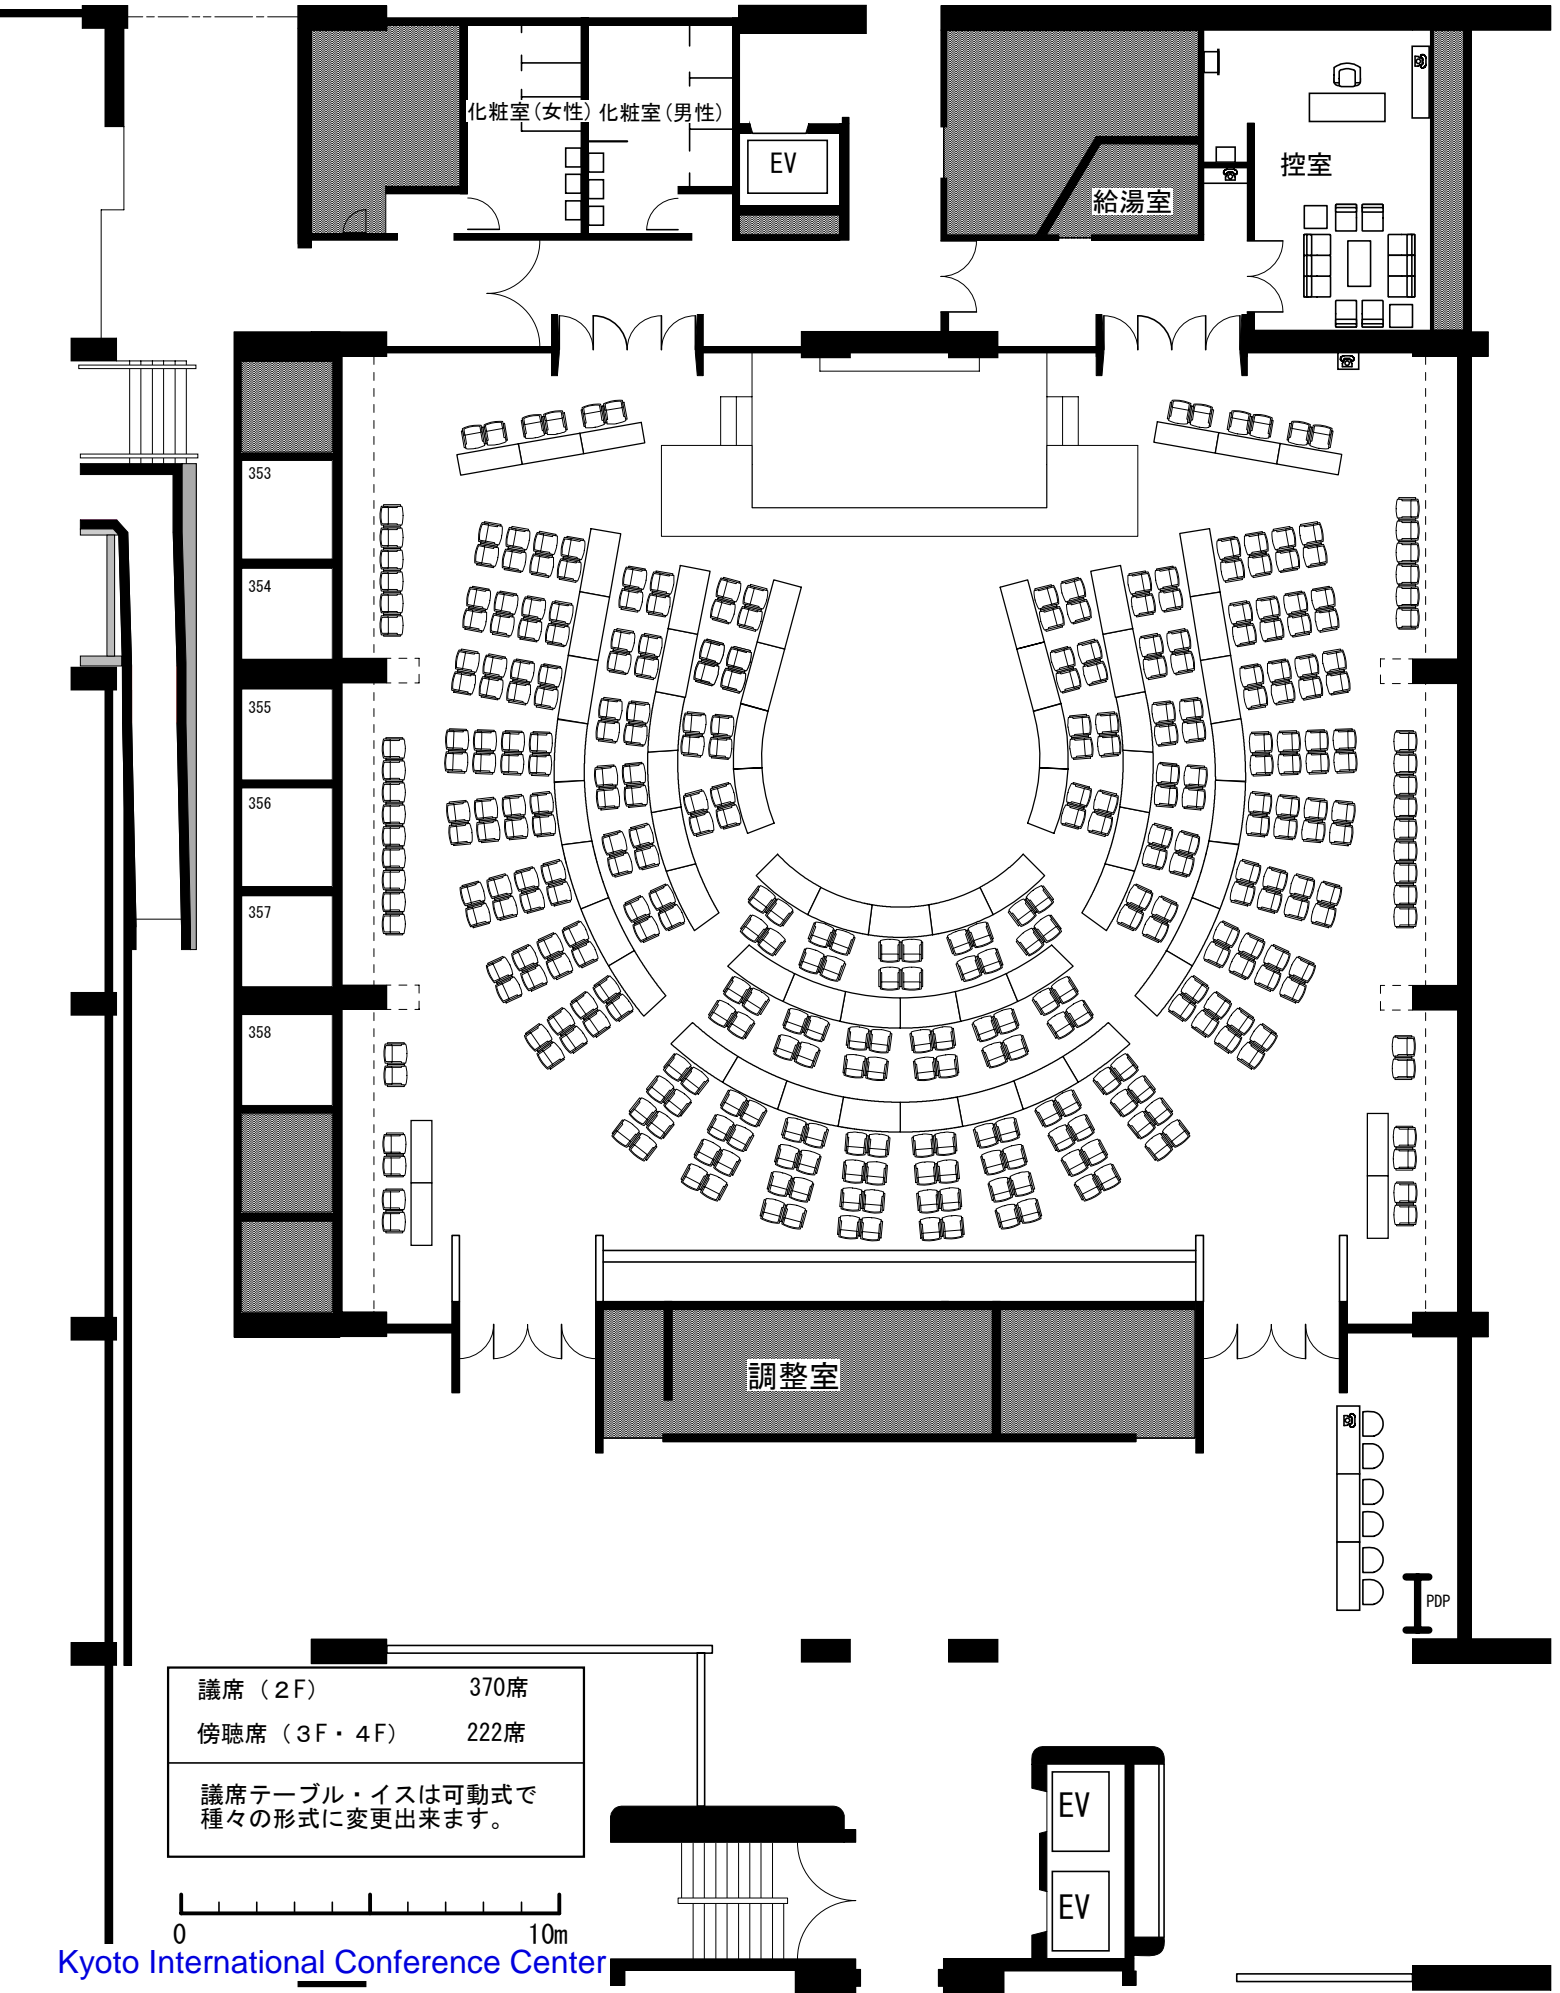 化粧室(女性) 化粧室(男性)
EV
控室
給湯室
353
354
355
356
357
358
調整室
PDP
議席（２F） 370席
傍聴席（３F・４F） 222席
議席テーブル・イスは可動式で
種々の形式に変更出来ます。
EV
EV
0 10m
Kyoto International Conference Center